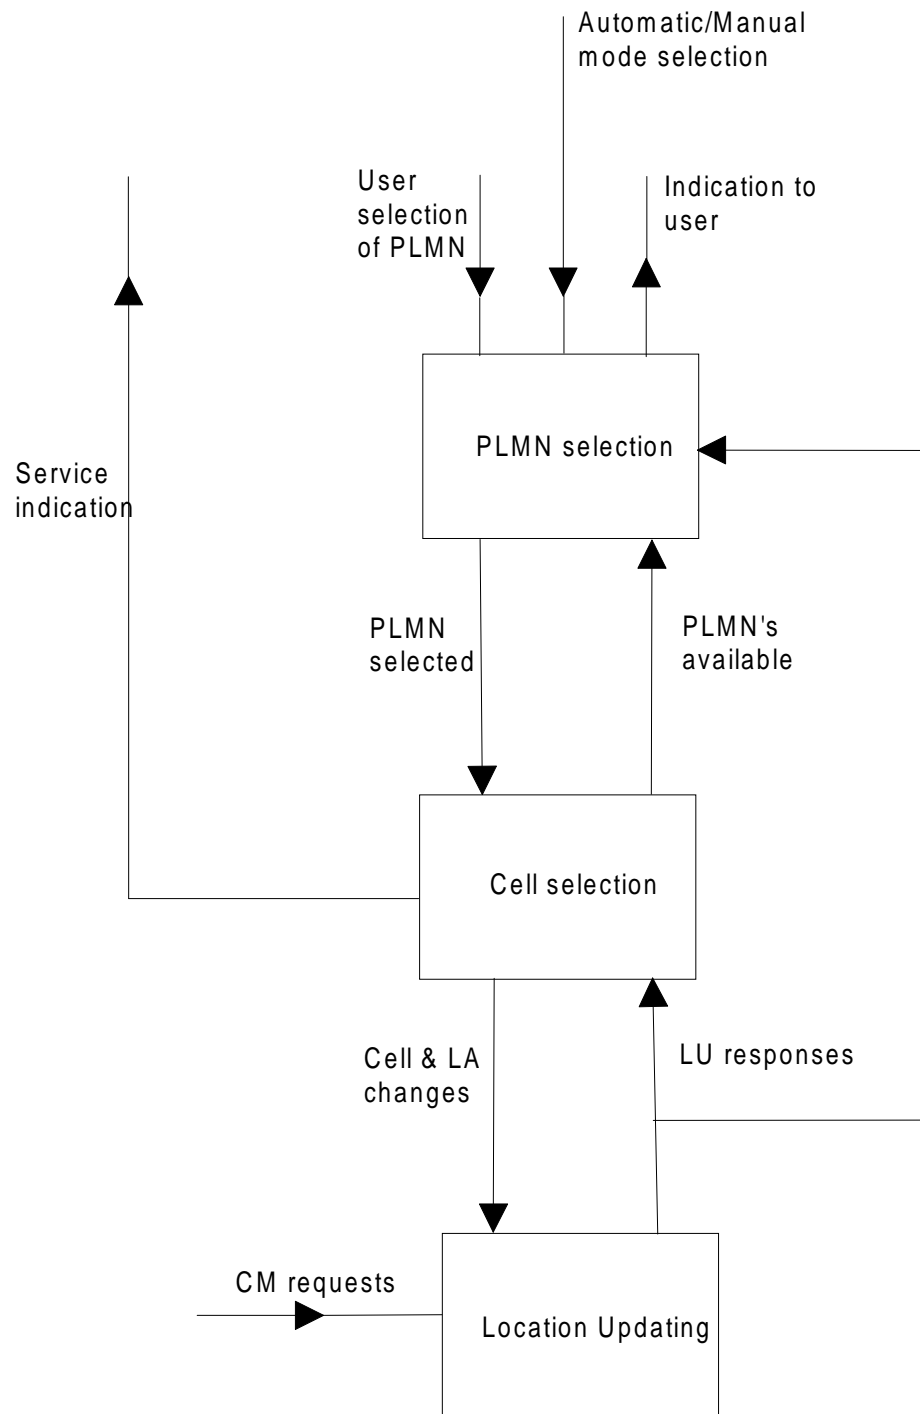 Automatic/Manual
mode selection
User
selection
of PLMN
Indication to
user
PLMN selection
Service
indication
PLMN
selected
PLMN's
available
Cell selection
Cell & LA
changes
LU responses
CM requests
Location Updating